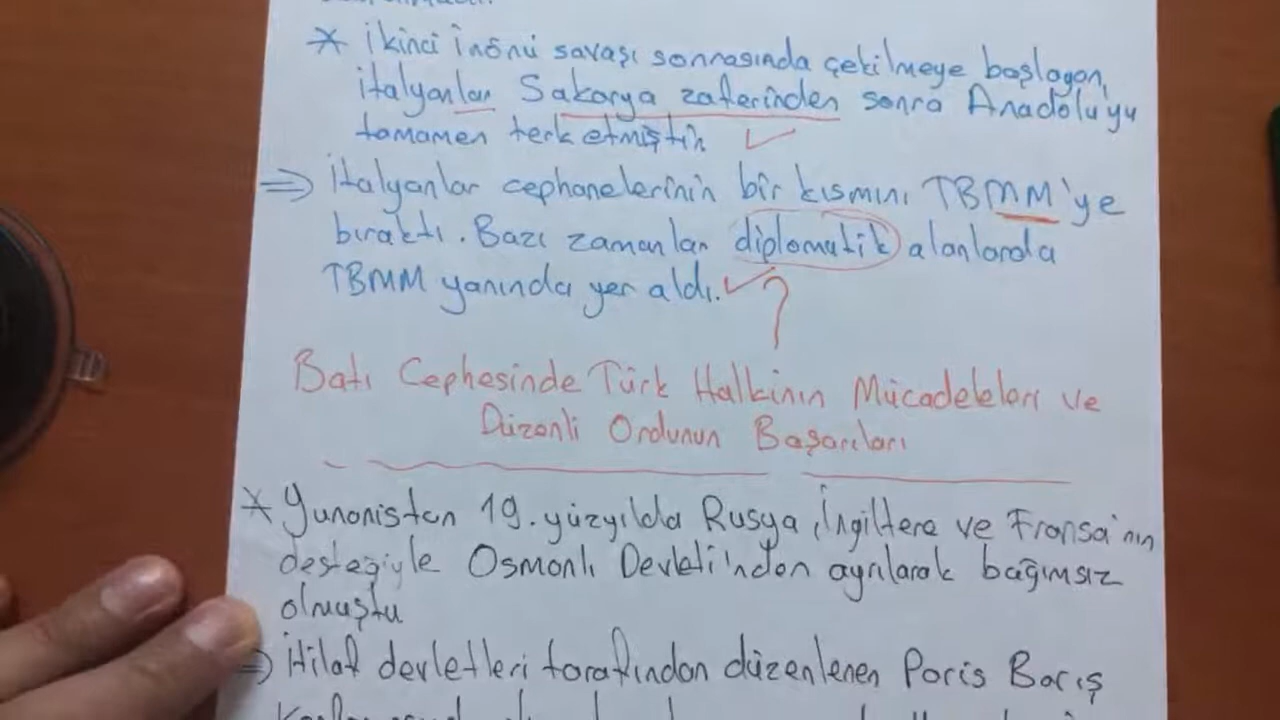 * İkinci İnönü savaşı sonrasında çekilmeye başlayan,
İtalyanlar Sakarya zaferinden sonra Anadolu'yu
tamamen terk etmiştir.
⇒ İtalyanlar cephanelerinin bir kısmını TBMM'ye
bıraktı. Bazı zamanlar diplomatik alanlarda
TBMM yanında yer aldı.
Batı Cephesinde Türk Halkının Mücadeleleri ve
Düzenli Ordunun Başarıları
* Yunanistan 19. yüzyılda Rusya, İngiltere ve Fransa'nın
desteğiyle Osmanlı Devleti'nden ayrılarak bağımsız
olmuştu
⇒ İtilaf devletleri tarafından düzenlenen Paris Barış